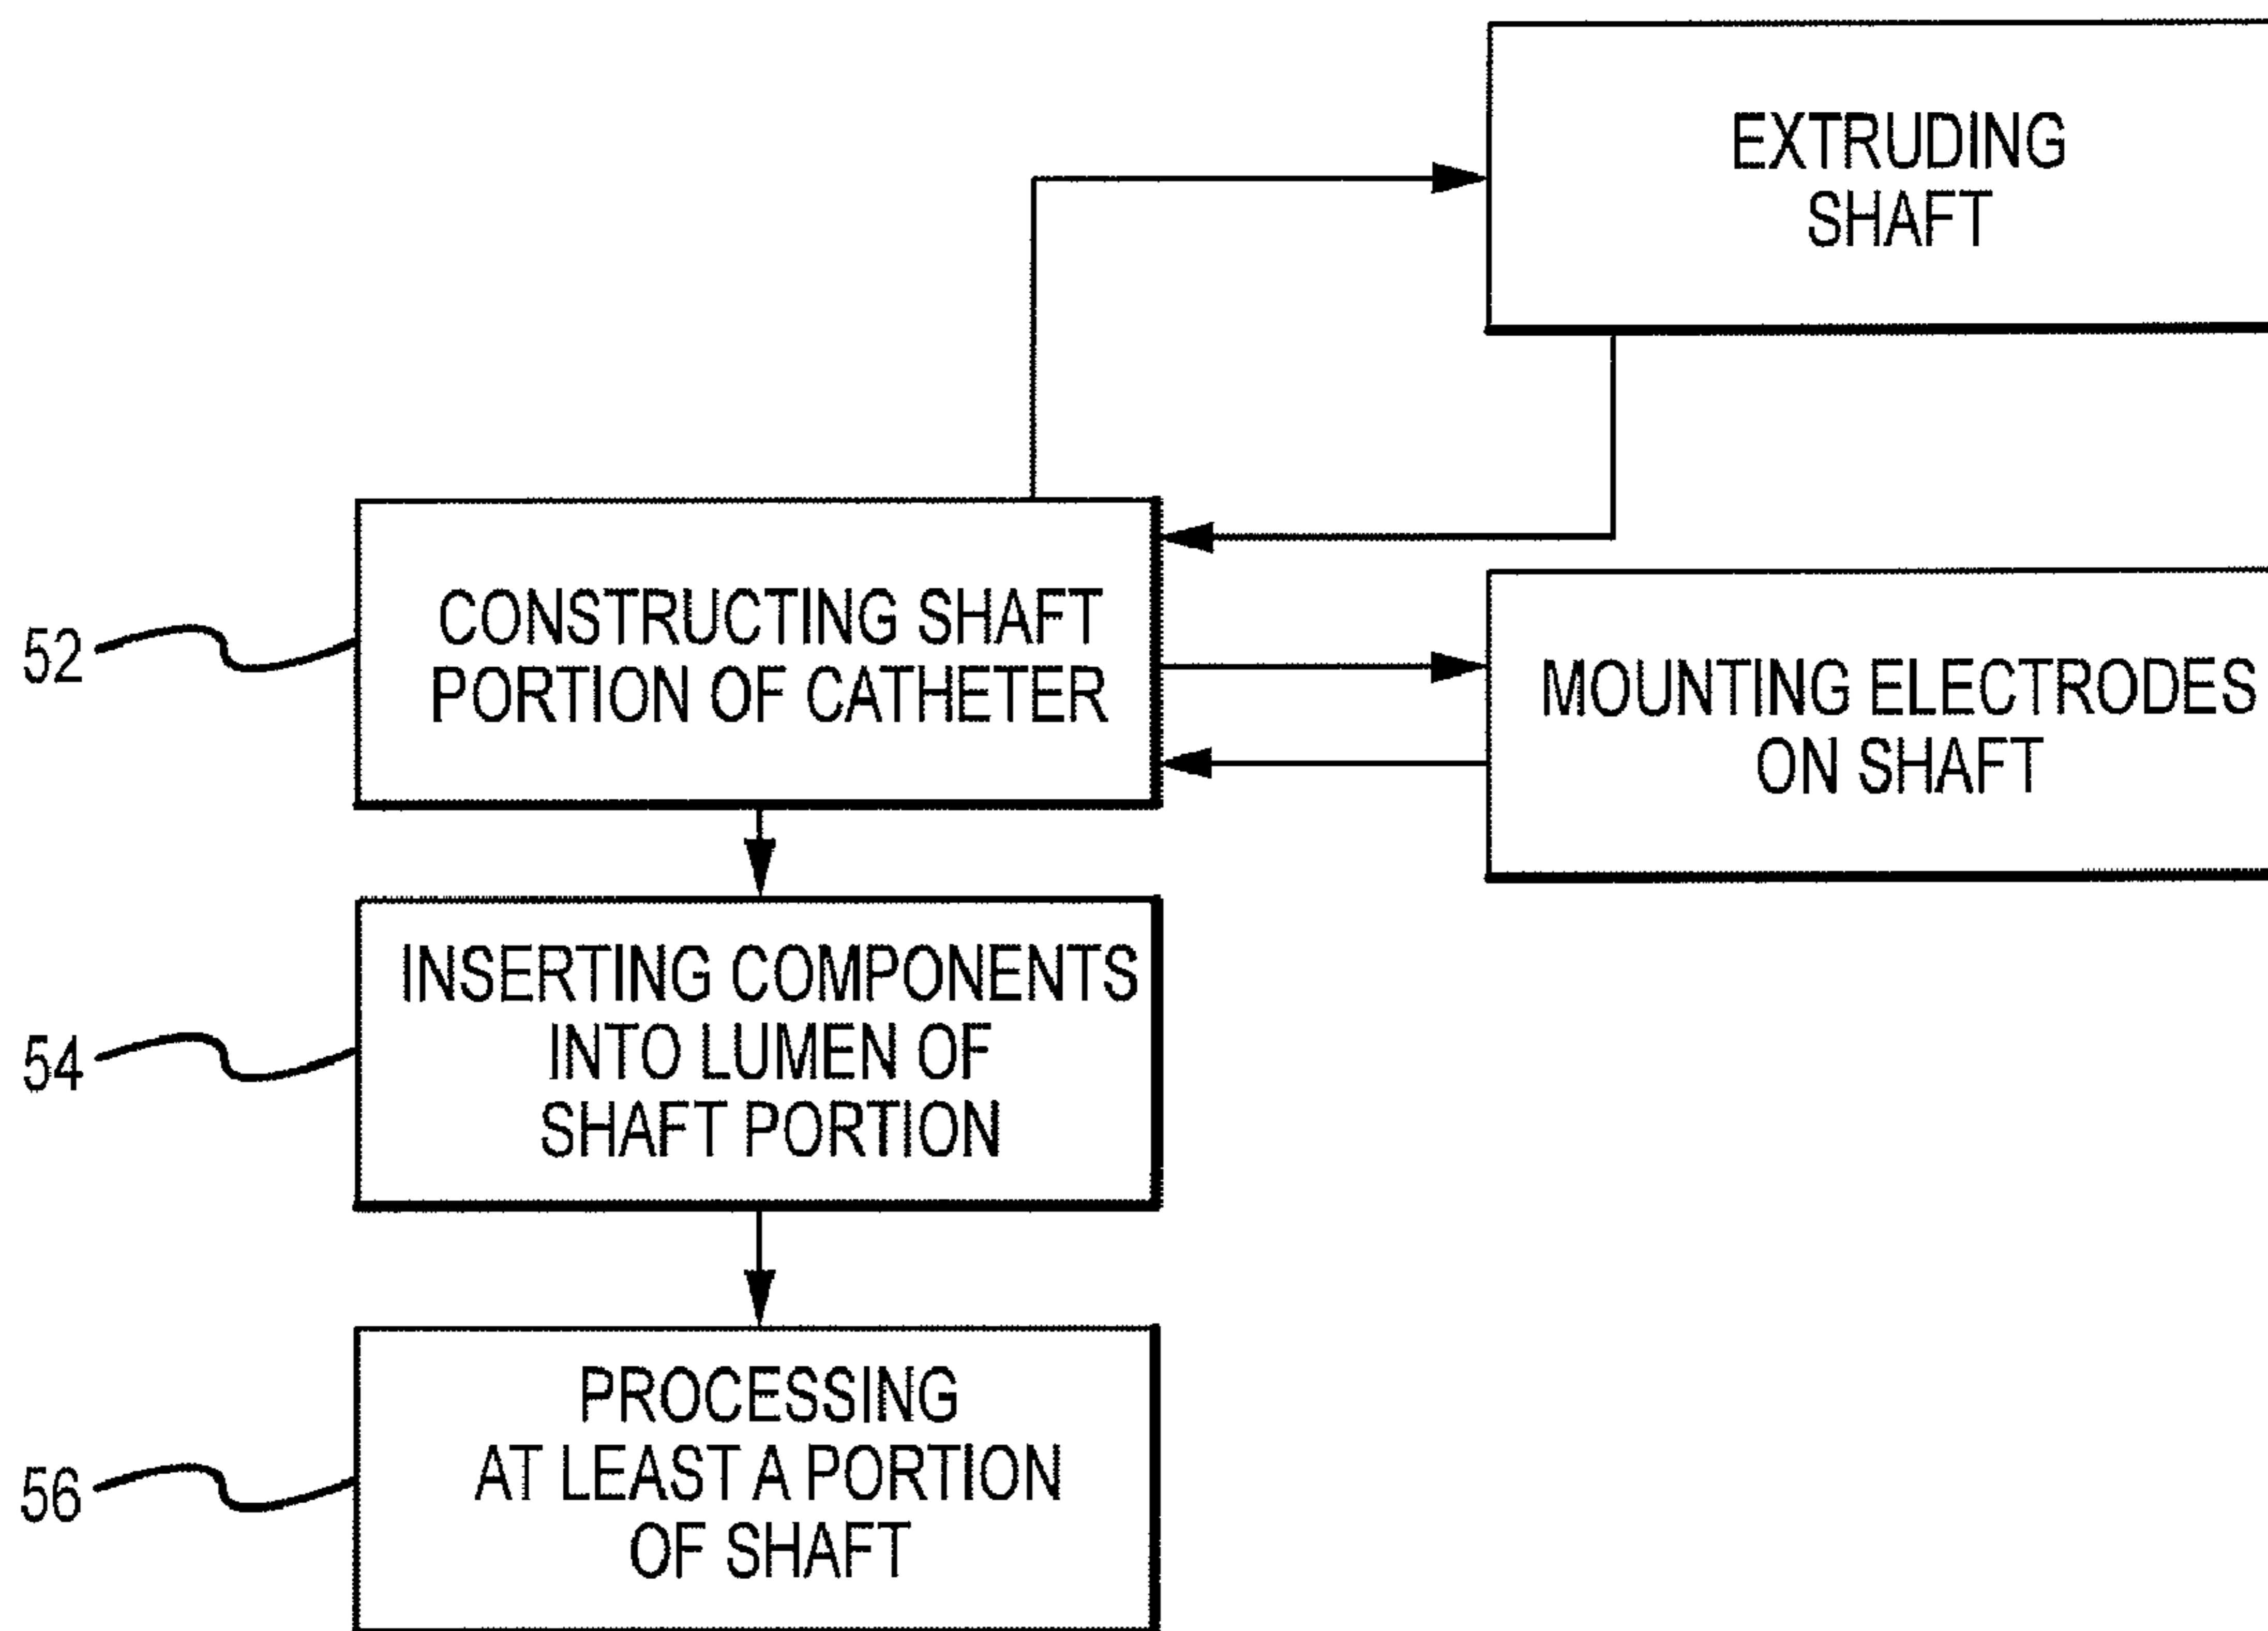 EXTRUDING
SHAFT
52
CONSTRUCTING SHAFT
PORTION OF CATHETER
MOUNTING ELECTRODES
ON SHAFT
54
INSERTING COMPONENTS
INTO LUMEN OF
SHAFT PORTION
56
PROCESSING
AT LEAST A PORTION
OF SHAFT